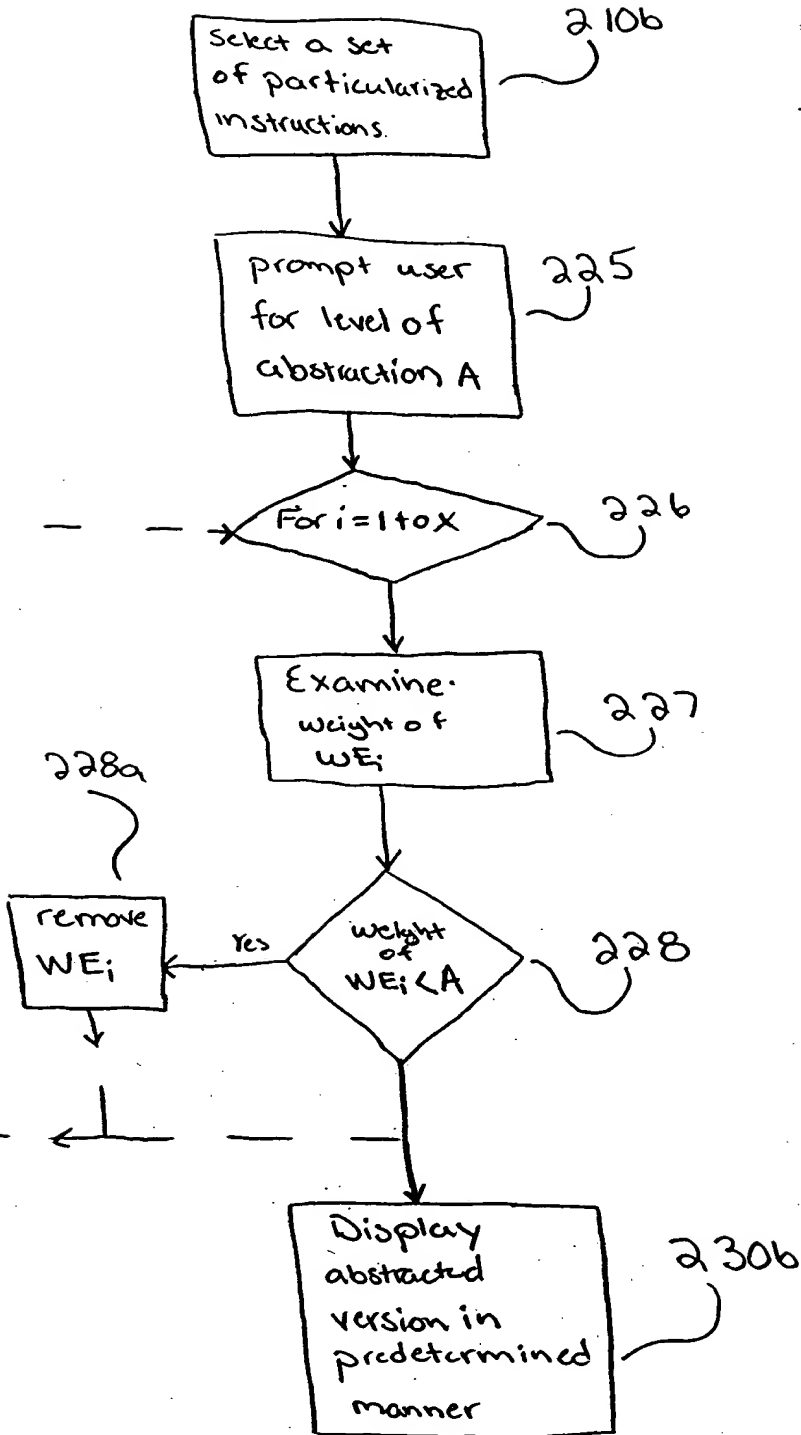 Select a set
of particularized
instructions.
210b
prompt user
for level of
abstraction A
225
For i = 1 to X
226
Examine.
weight of
WEi
227
228a
remove
WEi
Yes
weight
of
WEi < A
228
Display
abstracted
version in
predetermined
manner
230b